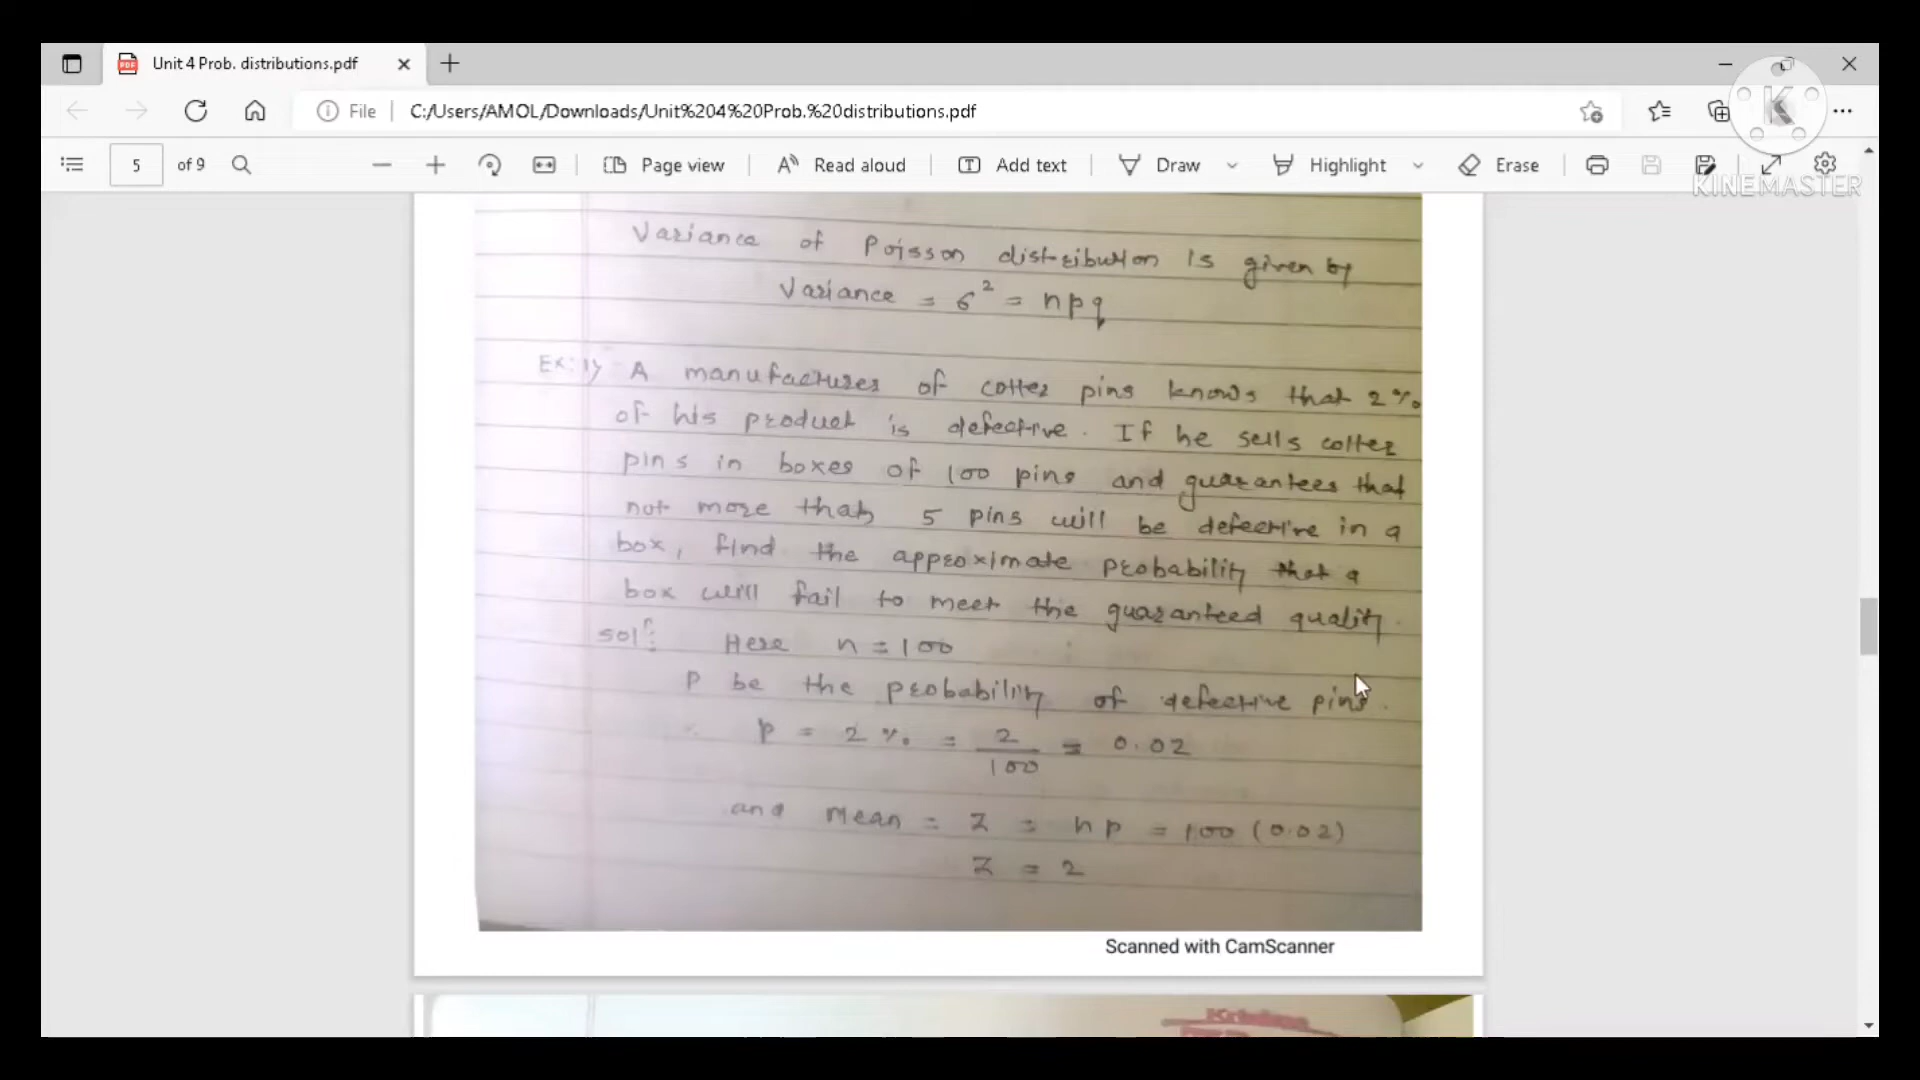 Unit 4 Prob. distributions.pdf
File C:/Users/AMOL/Downloads/Unit%204%20Prob.%20distributions.pdf
5 of 9 Page view Read aloud Add text Draw Highlight Erase
KINEMASTER
Variance of Poisson distribution is given by
Variance = σ² = npq
Ex:1) A manufactures of cotter pins knows that 2%
of his product is defective. If he sells cotter
pins in boxes of 100 pins and guarantees that
not more than 5 pins will be defective in a
box, find the approximate probability that a
box will fail to meet the guaranteed quality.
solⁿ: Here n = 100
P be the probability of defective pins.
p = 2% = 2/100 = 0.02
and mean = z = np = 100 (0.02)
z = 2
Scanned with CamScanner